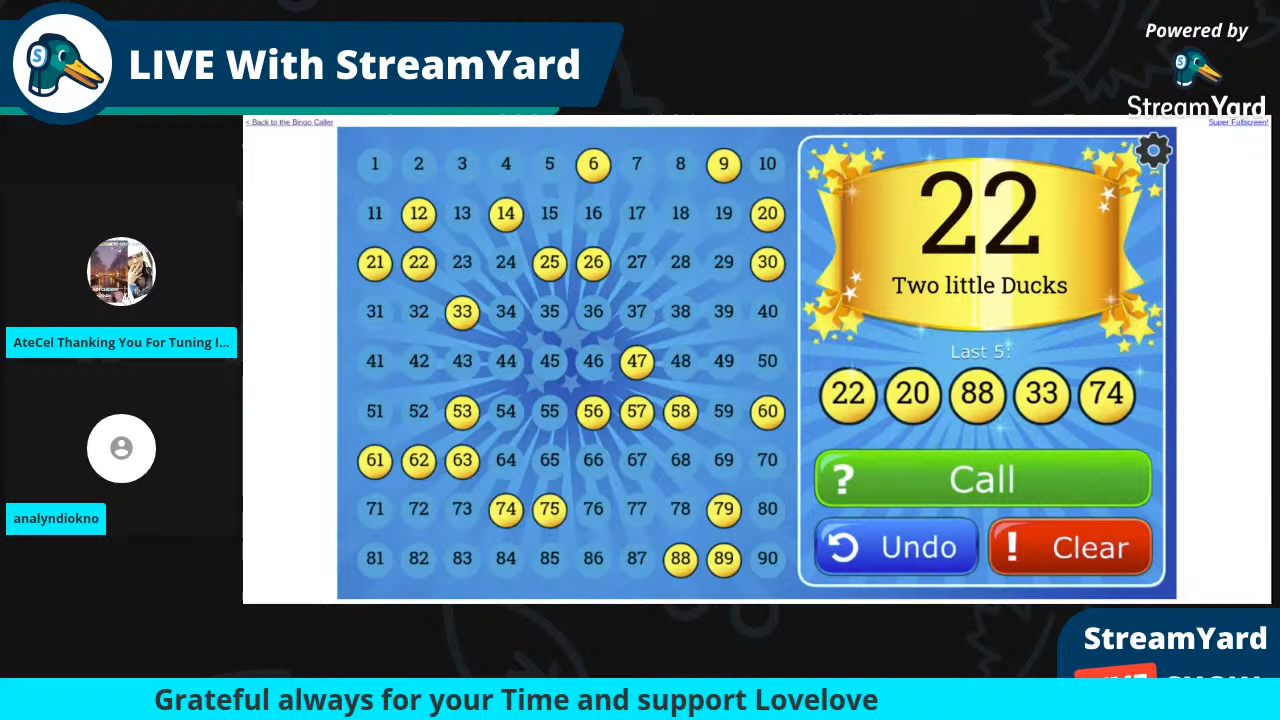 LIVE With StreamYard
Powered by
StreamYard
< Back to the Bingo Caller
Super Fullscreen!
1 2 3 4 5 6 7 8 9 10
11 12 13 14 15 16 17 18 19 20
21 22 23 24 25 26 27 28 29 30
31 32 33 34 35 36 37 38 39 40
41 42 43 44 45 46 47 48 49 50
51 52 53 54 55 56 57 58 59 60
61 62 63 64 65 66 67 68 69 70
71 72 73 74 75 76 77 78 79 80
81 82 83 84 85 86 87 88 89 90
22
Two little Ducks
Last 5:
22 20 88 33 74
? Call
Undo
! Clear
AteCel Thanking You For Tuning I...
analyndiokno
StreamYard
Grateful always for your Time and support Lovelove